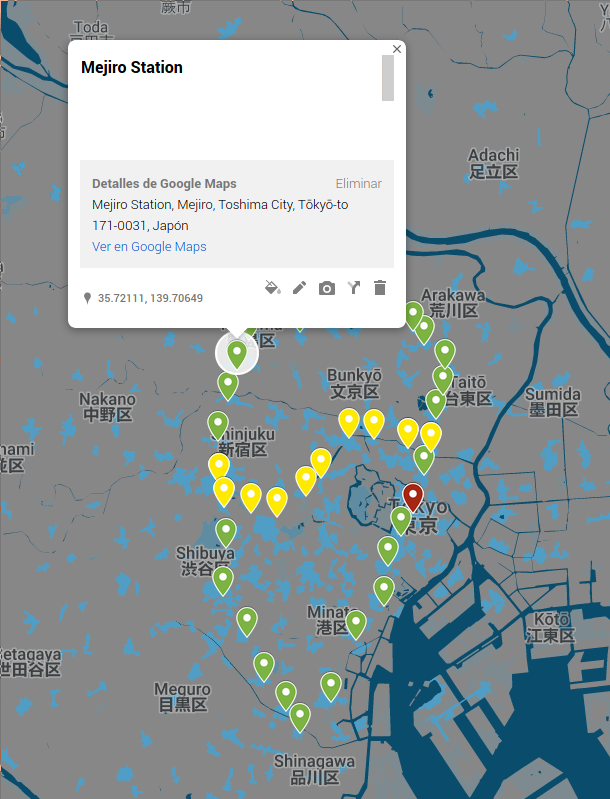 蕨市
Toda
Mejiro Station
Detalles de Google Maps
Eliminar
Mejiro Station, Mejiro, Toshima City, Tōkyō-to
171-0031, Japón
Ver en Google Maps
35.72111, 139.70649
Adachi
足立区
Arakawa
荒川区
Bunkyō
文京区
Taitō
台東区
Nakano
中野区
Sumida
墨田区
Shinjuku
新宿区
Tokyo
東京
Shibuya
渋谷区
Minato
港区
Kōtō
江東区
Setagaya
世田谷区
Meguro
目黒区
Shinagawa
品川区